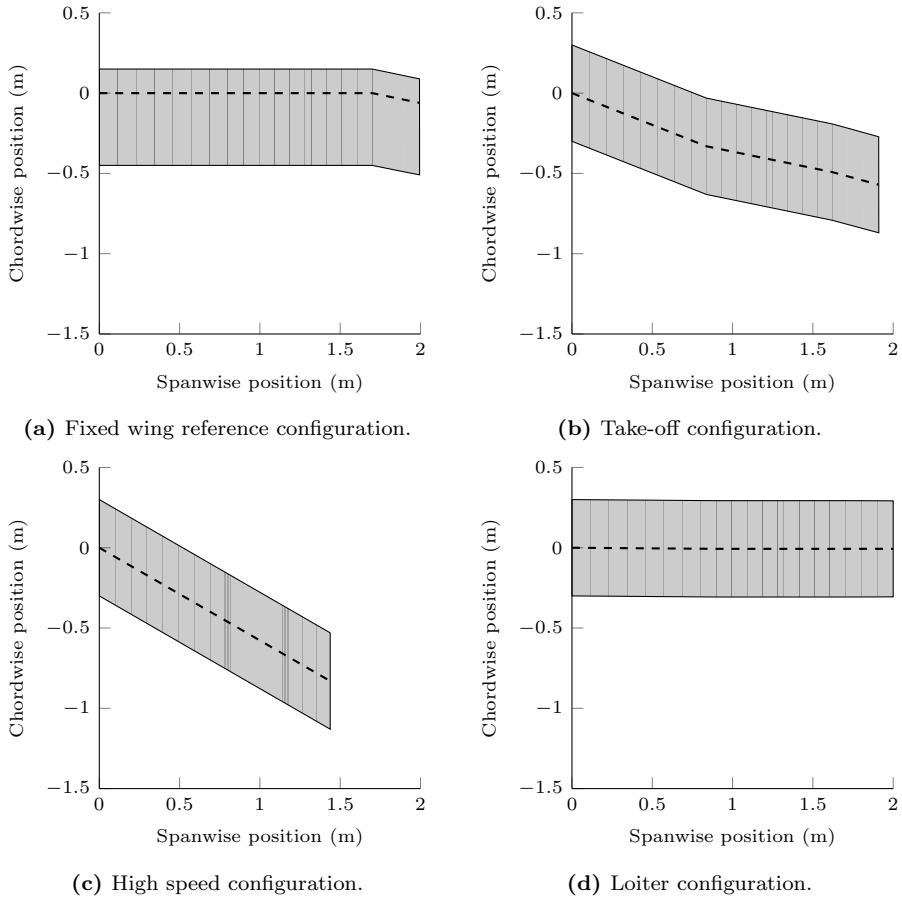 0.5
0
−0.5
−1
−1.5
Chordwise position (m)
0 0.5 1 1.5 2
Spanwise position (m)
(a) Fixed wing reference configuration.
0.5
0
−0.5
−1
−1.5
Chordwise position (m)
0 0.5 1 1.5 2
Spanwise position (m)
(b) Take-off configuration.
0.5
0
−0.5
−1
−1.5
Chordwise position (m)
0 0.5 1 1.5 2
Spanwise position (m)
(c) High speed configuration.
0.5
0
−0.5
−1
−1.5
Chordwise position (m)
0 0.5 1 1.5 2
Spanwise position (m)
(d) Loiter configuration.